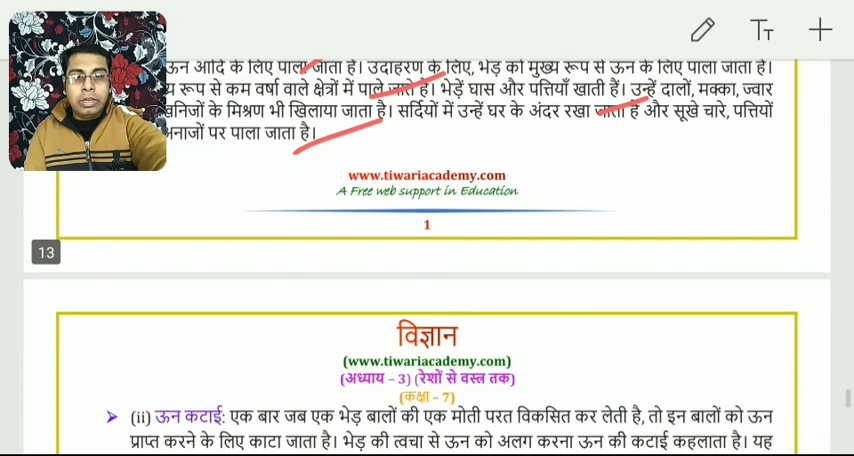 ऊन आदि के लिए पाला जाता है। उदाहरण के लिए, भेड़ को मुख्य रूप से ऊन के लिए पाला जाता है।
रूप से कम वर्षा वाले क्षेत्रों में पाले जाते है। भेड़ें घास और पत्तियाँ खाती हैं। उन्हें दालों, मक्का, ज्वार
खनिजों के मिश्रण भी खिलाया जाता है। सर्दियों में उन्हें घर के अंदर रखा जाता है और सूखे चारे, पत्तियों
अनाजों पर पाला जाता है।
www.tiwariacademy.com
A Free web support in Education
1
13
विज्ञान
(www.tiwariacademy.com)
(अध्याय – 3) (रेशों से वस्त्र तक)
(कक्षा – 7)
➤ (ii) ऊन कटाई: एक बार जब एक भेड़ बालों की एक मोती परत विकसित कर लेती है, तो इन बालों को ऊन
प्राप्त करने के लिए काटा जाता है। भेड़ की त्वचा से ऊन को अलग करना ऊन की कटाई कहलाता है। यह